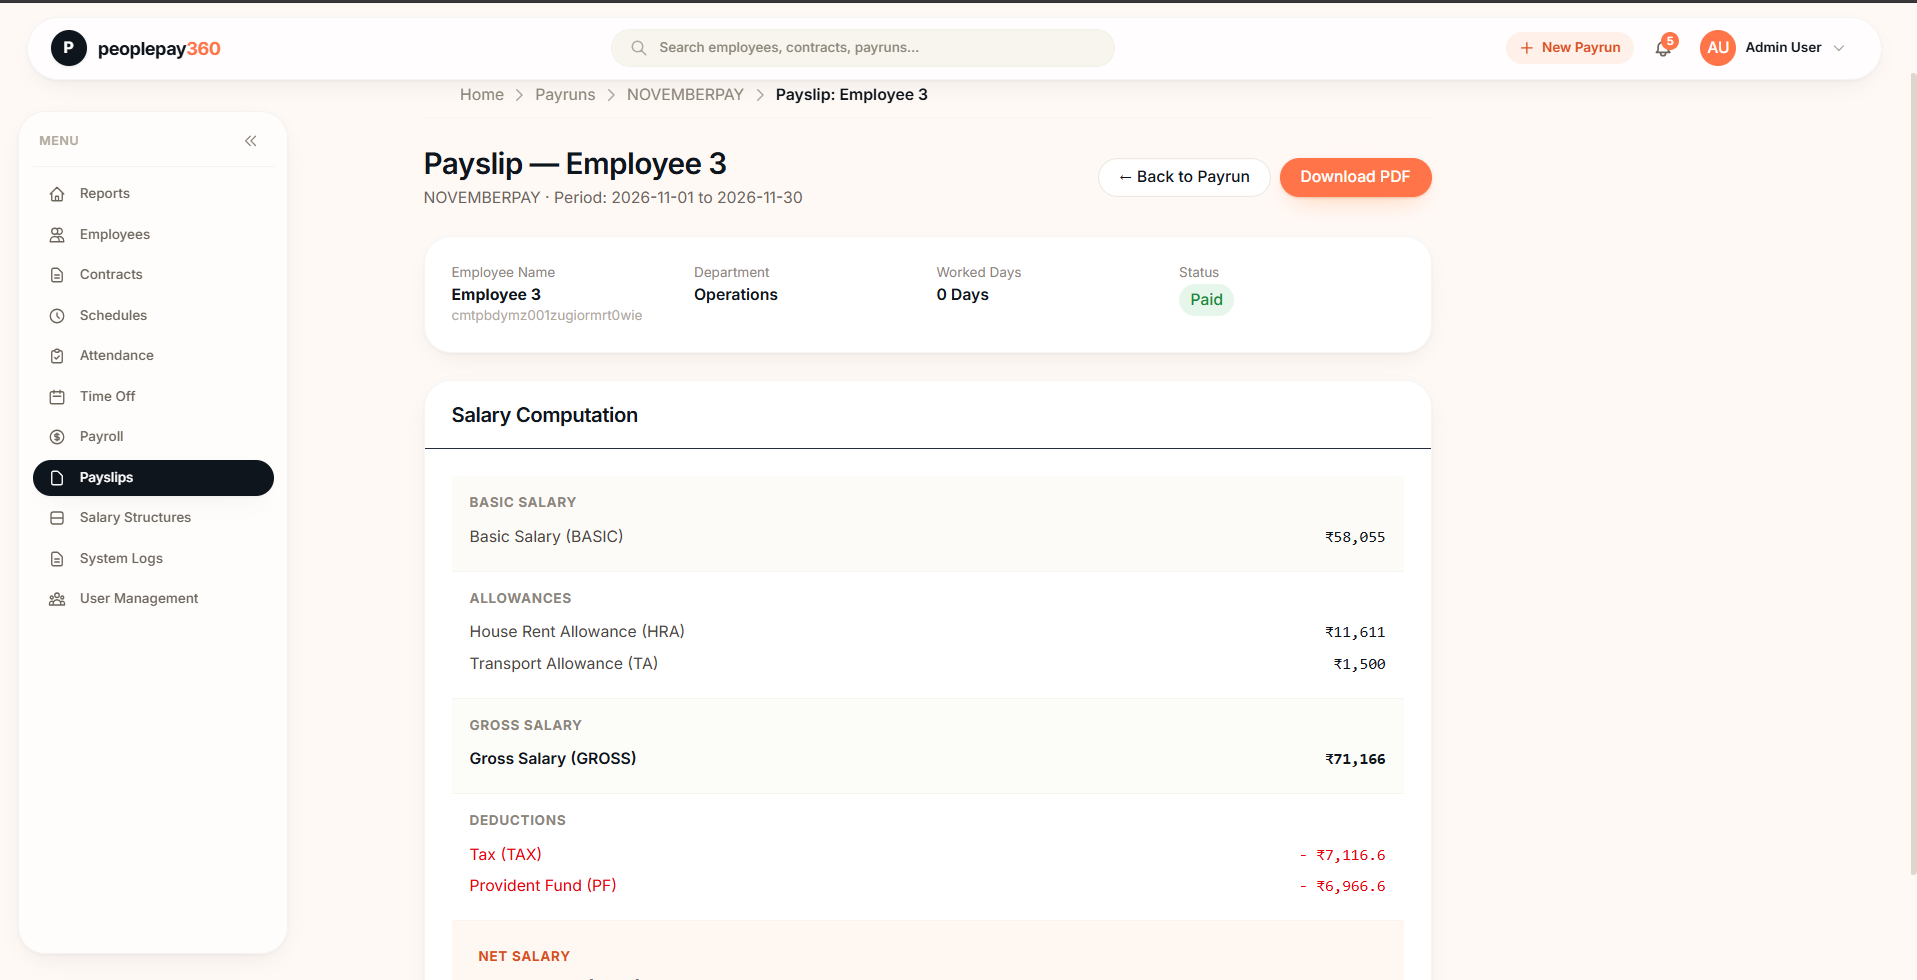 P peoplepay360
Search employees, contracts, payruns...
+ New Payrun
5
AU Admin User
Home > Payruns > NOVEMBERPAY > Payslip: Employee 3
MENU
Reports
Employees
Contracts
Schedules
Attendance
Time Off
Payroll
Payslips
Salary Structures
System Logs
User Management
Payslip — Employee 3
NOVEMBERPAY · Period: 2026-11-01 to 2026-11-30
← Back to Payrun
Download PDF
Employee Name
Employee 3
cmtpbdymz001zugiormrt0wie
Department
Operations
Worked Days
0 Days
Status
Paid
Salary Computation
BASIC SALARY
Basic Salary (BASIC) ₹58,055
ALLOWANCES
House Rent Allowance (HRA) ₹11,611
Transport Allowance (TA) ₹1,500
GROSS SALARY
Gross Salary (GROSS) ₹71,166
DEDUCTIONS
Tax (TAX) - ₹7,116.6
Provident Fund (PF) - ₹6,966.6
NET SALARY